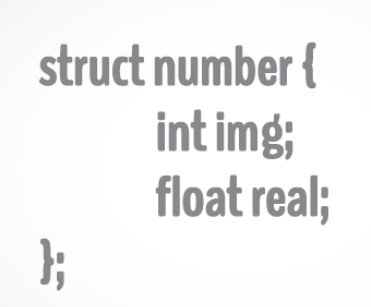 struct number {
int img;
float real;
};